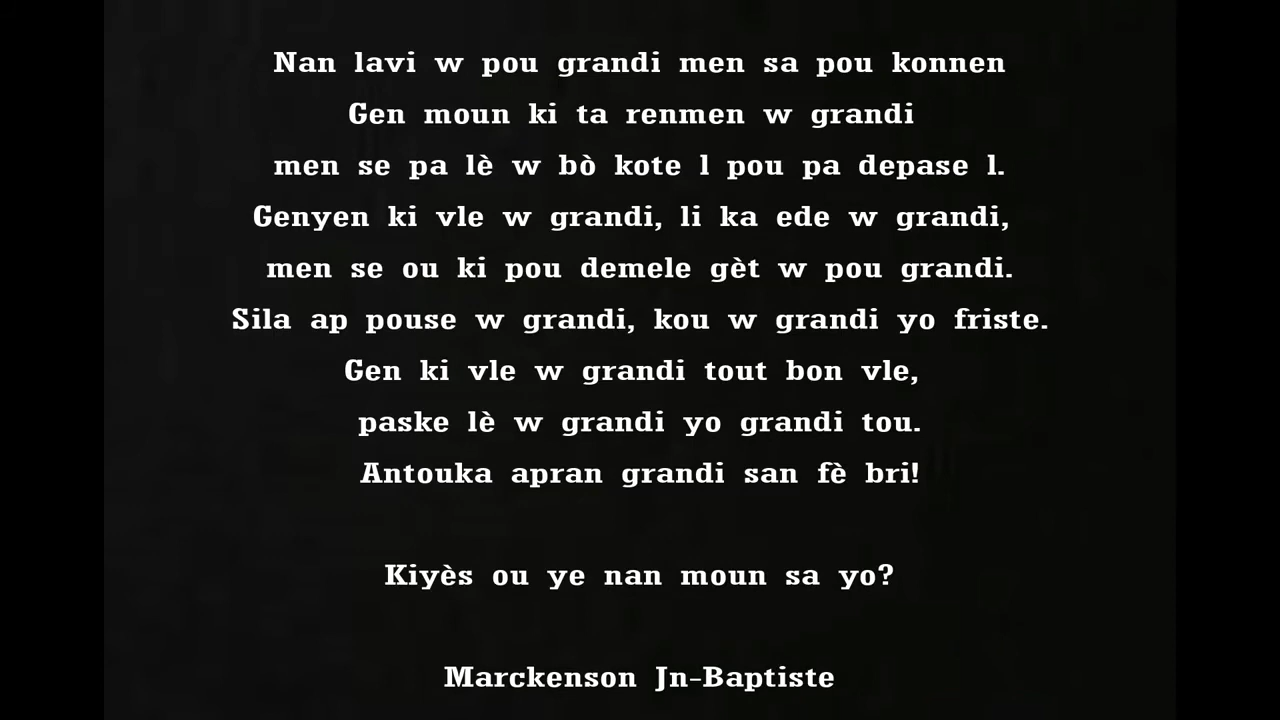 Nan lavi w pou grandi men sa pou konnen
Gen moun ki ta renmen w grandi
men se pa lè w bò kote l pou pa depase l.
Genyen ki vle w grandi, li ka ede w grandi,
men se ou ki pou demele gèt w pou grandi.
Sila ap pouse w grandi, kou w grandi yo friste.
Gen ki vle w grandi tout bon vle,
paske lè w grandi yo grandi tou.
Antouka apran grandi san fè bri!
Kiyès ou ye nan moun sa yo?
Marckenson Jn-Baptiste